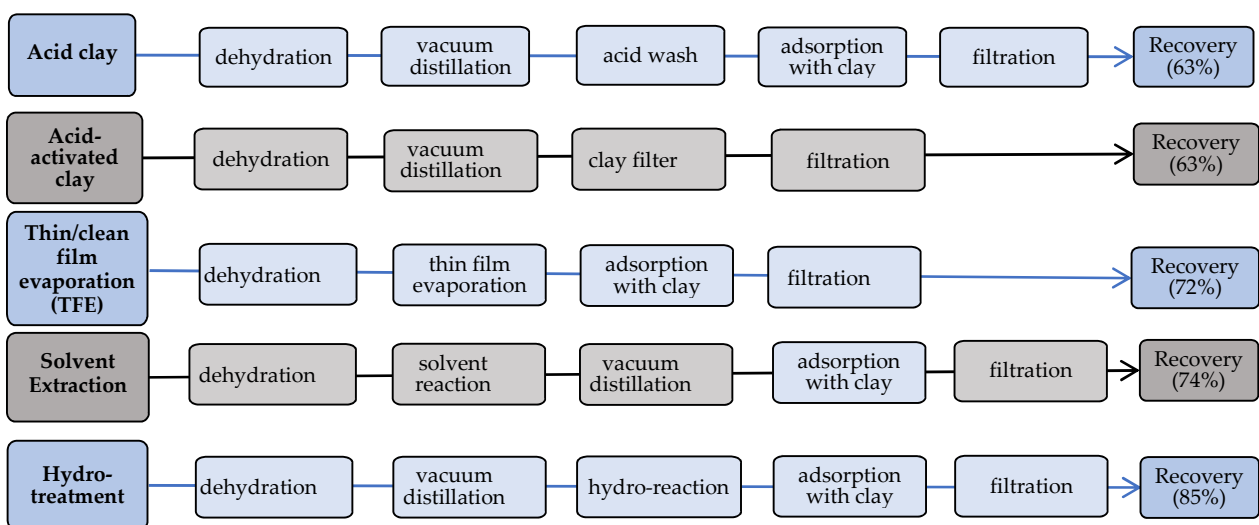 Acid clay
dehydration
vacuum
distillation
acid wash
adsorption
with clay
filtration
Recovery
(63%)
Acid-
activated
clay
dehydration
vacuum
distillation
clay filter
filtration
Recovery
(63%)
Thin/clean
film
evaporation
(TFE)
dehydration
thin film
evaporation
adsorption
with clay
filtration
Recovery
(72%)
Solvent
Extraction
dehydration
solvent
reaction
vacuum
distillation
adsorption
with clay
filtration
Recovery
(74%)
Hydro-
treatment
dehydration
vacuum
distillation
hydro-reaction
adsorption
with clay
filtration
Recovery
(85%)